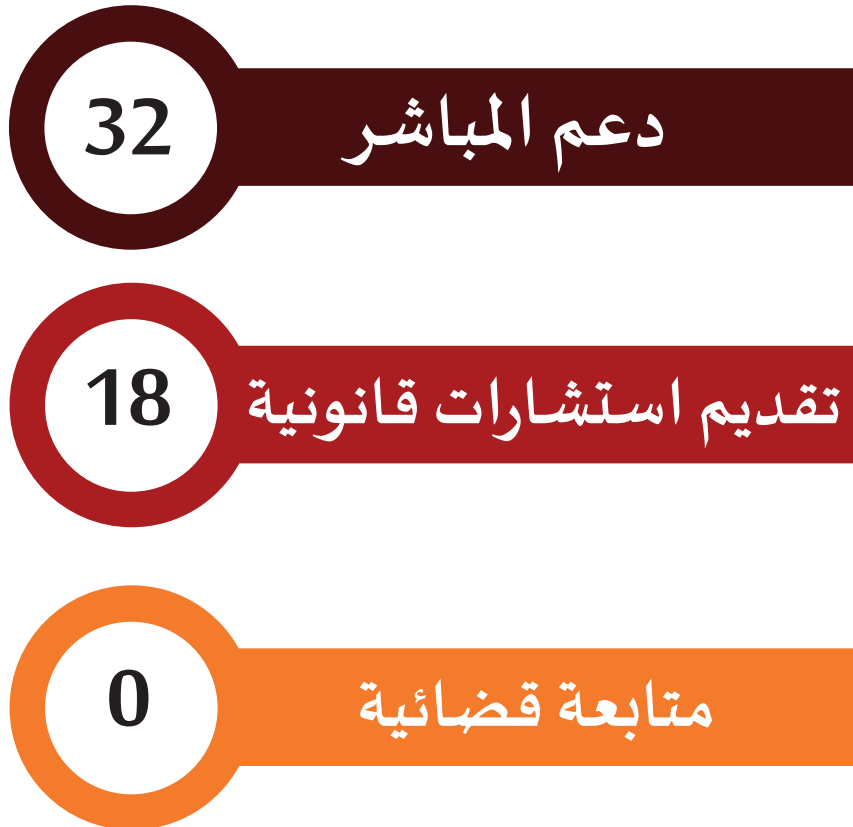 32
دعم المباشر
18
تقديم استشارات قانونية
0
متابعة قضائية